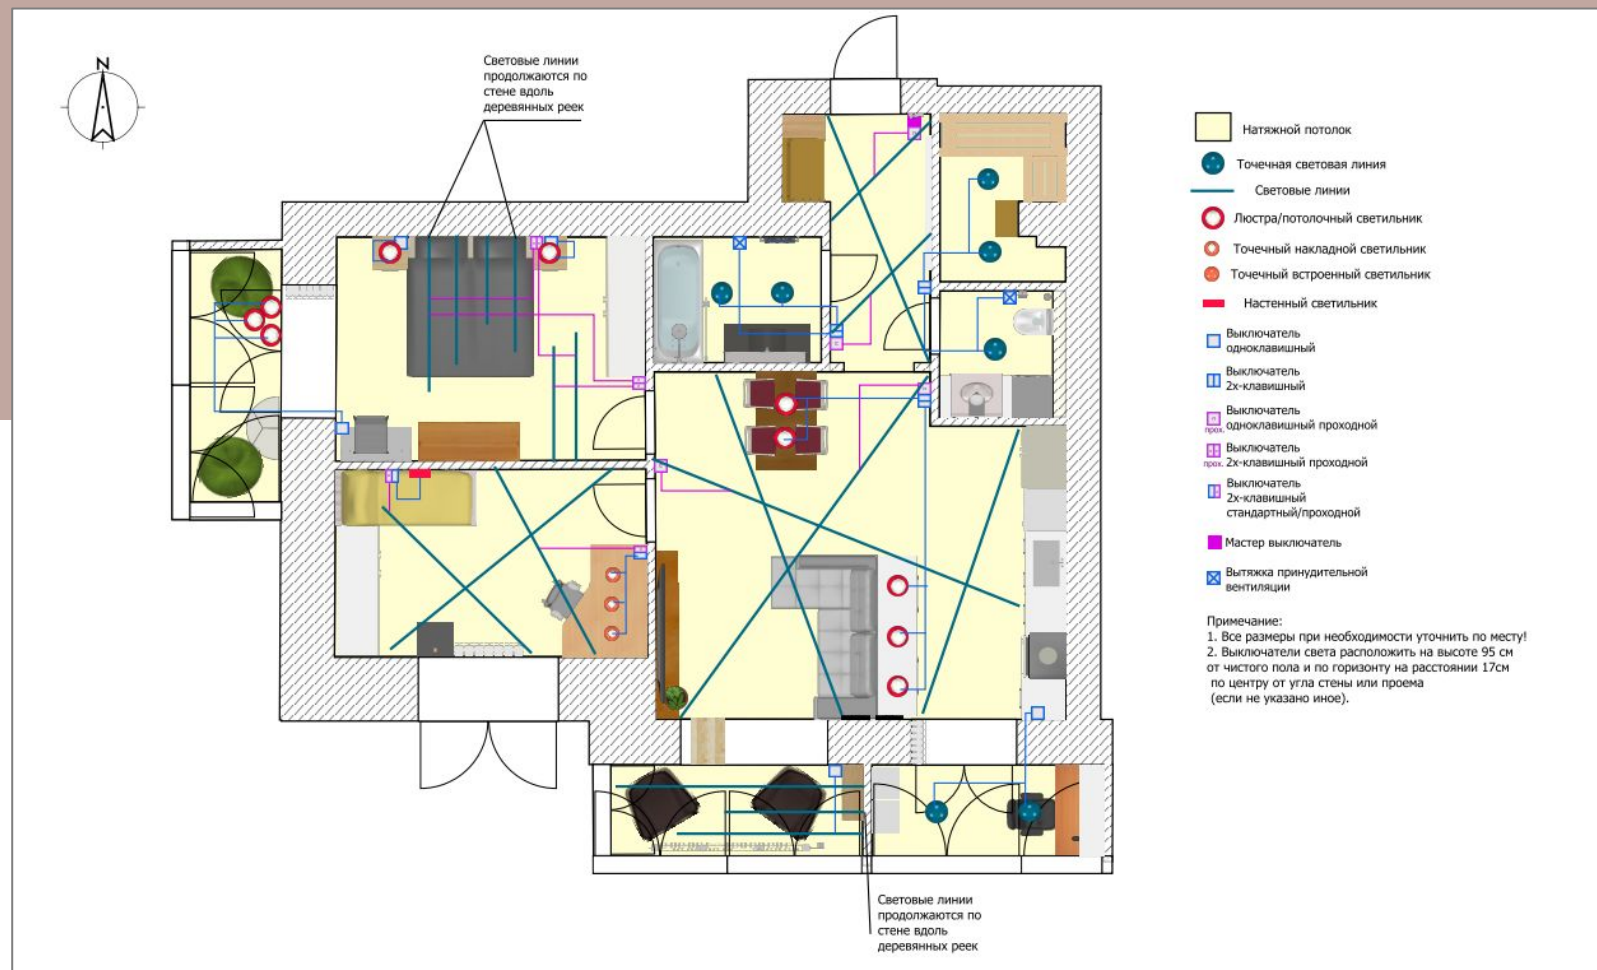 N
Световые линии
продолжаются по
стене вдоль
деревянных реек
Натяжной потолок
Точечная световая линия
Световые линии
Люстра/потолочный светильник
Точечный накладной светильник
Точечный встроенный светильник
Настенный светильник
Выключатель
одноклавишный
Выключатель
2х-клавишный
Выключатель
прох. одноклавишный проходной
Выключатель
прох. 2х-клавишный проходной
Выключатель
2х-клавишный
стандартный/проходной
Мастер выключатель
Вытяжка принудительной
вентиляции
Примечание:
1. Все размеры при необходимости уточнить по месту!
2. Выключатели света расположить на высоте 95 см
от чистого пола и по горизонту на расстоянии 17см
по центру от угла стены или проема
(если не указано иное).
Световые линии
продолжаются по
стене вдоль
деревянных реек